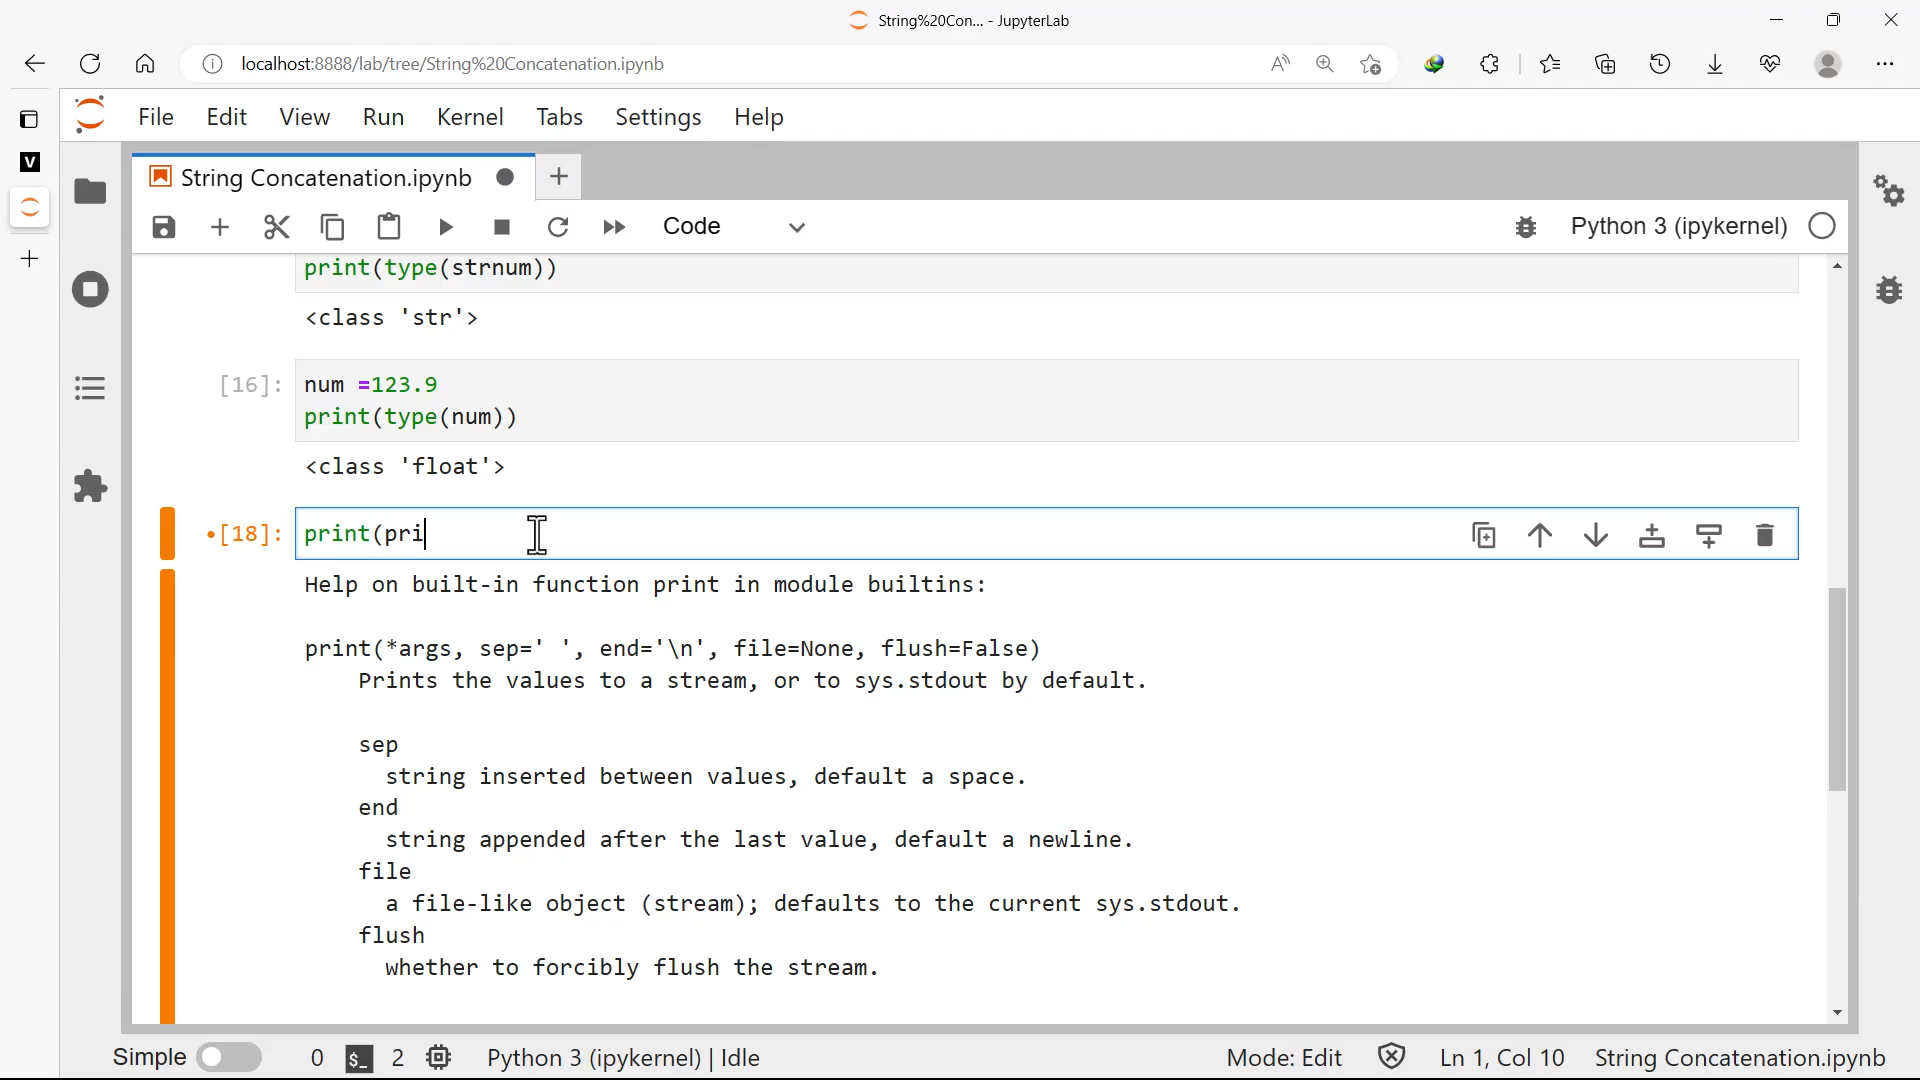 String%20Con... - JupyterLab
localhost:8888/lab/tree/String%20Concatenation.ipynb
V
File Edit View Run Kernel Tabs Settings Help
String Concatenation.ipynb
Code
Python 3 (ipykernel)
print(type(strnum))
<class 'str'>
[16]: num =123.9
print(type(num))
<class 'float'>
•[18]: print(pri
Help on built-in function print in module builtins:
print(*args, sep=' ', end='\n', file=None, flush=False)
Prints the values to a stream, or to sys.stdout by default.
sep
string inserted between values, default a space.
end
string appended after the last value, default a newline.
file
a file-like object (stream); defaults to the current sys.stdout.
flush
whether to forcibly flush the stream.
Simple 0 $_ 2 Python 3 (ipykernel) | Idle Mode: Edit Ln 1, Col 10 String Concatenation.ipynb